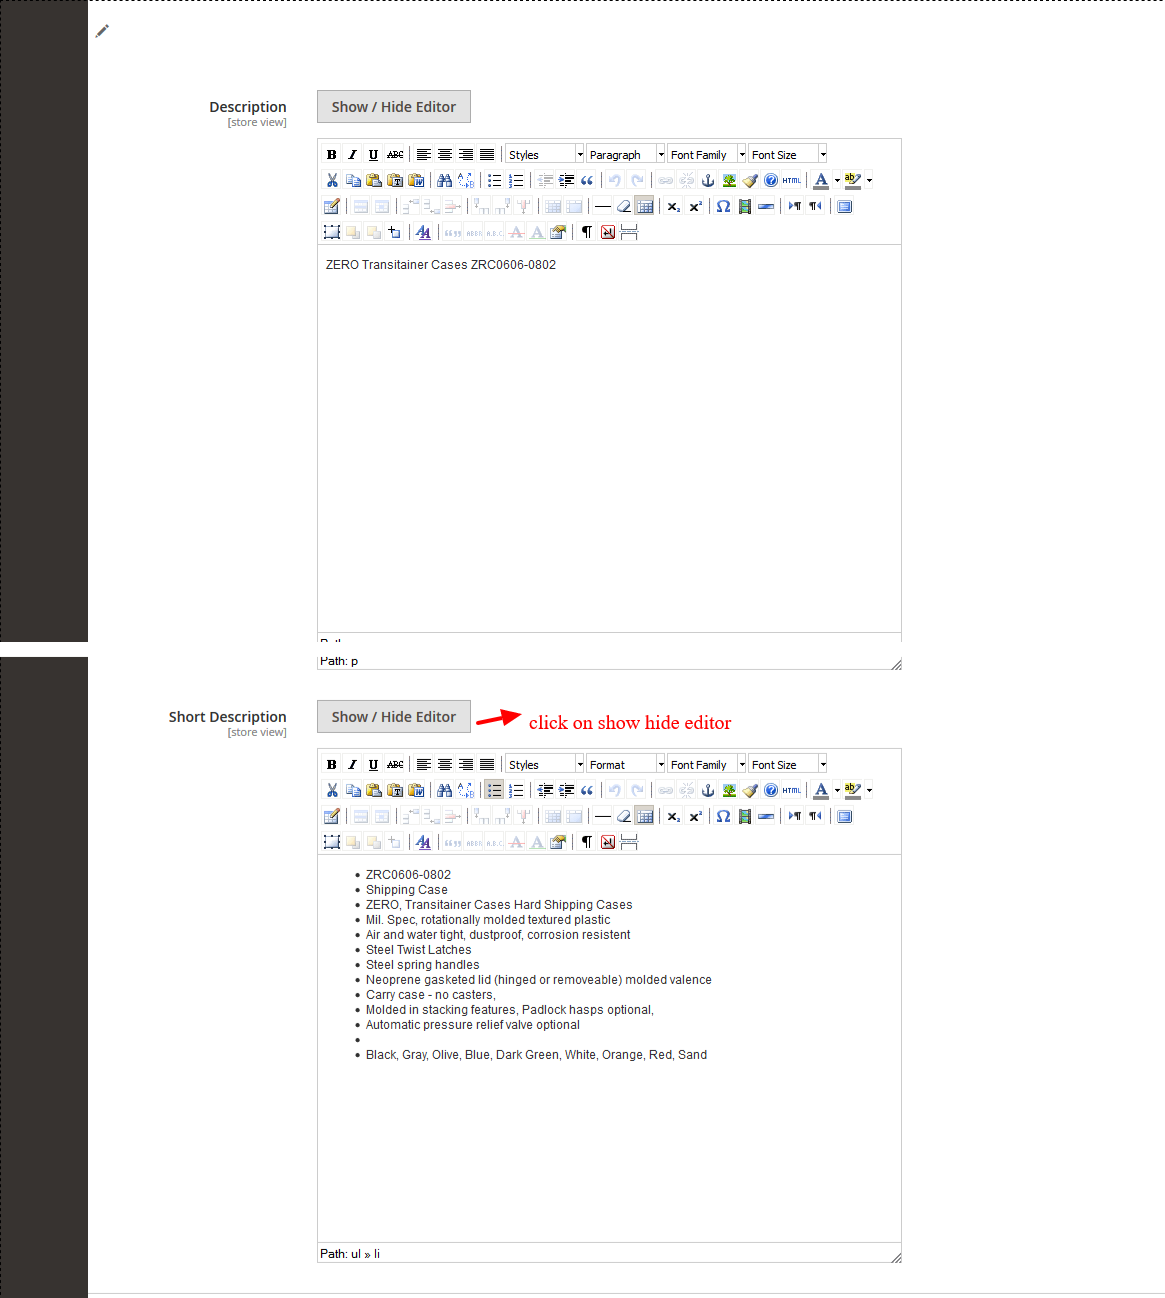 Description
[store view]
Show / Hide Editor
B I U ABC Styles Paragraph Font Family Font Size
HTML A ab
ZERO Transitainer Cases ZRC0606-0802
Path: p
Short Description
[store view]
Show / Hide Editor
click on show hide editor
B I U ABC Styles Format Font Family Font Size
HTML A ab
ZRC0606-0802
Shipping Case
ZERO, Transitainer Cases Hard Shipping Cases
Mil. Spec, rotationally molded textured plastic
Air and water tight, dustproof, corrosion resistent
Steel Twist Latches
Steel spring handles
Neoprene gasketed lid (hinged or removeable) molded valence
Carry case - no casters,
Molded in stacking features, Padlock hasps optional,
Automatic pressure relief valve optional
Black, Gray, Olive, Blue, Dark Green, White, Orange, Red, Sand
Path: ul » li